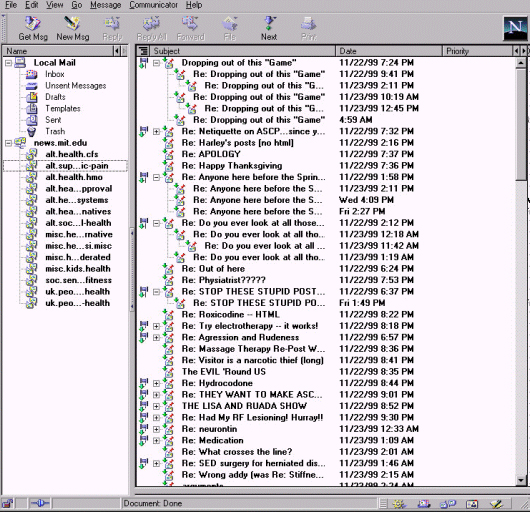 File Edit View Go Message Communicator Help
Get Msg New Msg Reply Reply All Forward File Next Print
N
Name Subject Date Priority
Local Mail
Inbox
Unsent Messages
Drafts
Templates
Sent
Trash
news.mit.edu
alt.health.cfs
alt.sup...ic-pain
alt.health.hmo
alt.hea...pproval
alt.he...systems
alt.hea...natives
alt.soc...l-health
misc.he...rnative
misc.he...si.misc
misc.h...derated
misc.kids.health
soc.sen...fitness
uk.peo....health
uk.peo...-health
Dropping out of this "Game" 11/22/99 7:24 PM
Re: Dropping out of this "Game" 11/22/99 9:41 PM
Re: Dropping out of this "G... 11/23/99 2:11 PM
Re: Dropping out of this "Game" 11/23/99 10:19 AM
Re: Dropping out of this "G... 11/23/99 12:45 PM
Re: Dropping out of this "Game" 4:59 AM
Re: Netiquette on ASCP...since y... 11/22/99 7:32 PM
Re: Harley's posts [no html] 11/22/99 2:16 PM
Re: APOLOGY 11/22/99 7:37 PM
Re: Happy Thanksgiving 11/22/99 7:36 PM
Re: Anyone here before the Sprin... 11/22/99 1:58 PM
Re: Anyone here before the S... 11/23/99 2:11 PM
Re: Anyone here before the S... Wed 4:09 PM
Re: Anyone here before the S... Fri 2:27 PM
Re: Do you ever look at all those... 11/22/99 2:12 PM
Re: Do you ever look at all tho... 11/23/99 12:18 AM
Re: Do you ever look at all ... 11/23/99 11:42 AM
Re: Do you ever look at all tho... 11/23/99 1:19 AM
Re: Out of here 11/22/99 6:24 PM
Re: Physiatrist????? 11/22/99 7:53 PM
Re: STOP THESE STUPID POST... 11/22/99 6:37 PM
Re: STOP THESE STUPID PO... Fri 1:49 PM
Re: Roxicodine -- HTML 11/22/99 8:22 PM
Re: Try electrotherapy -- it works! 11/22/99 8:18 PM
Re: Agression and Rudeness 11/22/99 6:57 PM
Re: Massage Therapy Re-Post W... 11/22/99 8:36 PM
Re: Visitor is a narcotic thief (long) 11/22/99 8:41 PM
The EVIL 'Round US 11/22/99 8:35 PM
Re: Hydrocodone 11/22/99 8:44 PM
Re: THEY WANT TO MAKE ASC... 11/22/99 9:01 PM
THE LISA AND RUADA SHOW 11/22/99 8:52 PM
Re: Had My RF Lesioning! Hurray!! 11/22/99 9:30 PM
Re: neurontin 11/23/99 12:33 AM
Re: Medication 11/23/99 1:09 AM
Re: What crosses the line? 11/22/99 2:01 AM
Re: SED surgery for herniated dis... 11/23/99 1:46 AM
Re: Wrong addy (was Re: Stiffne... 11/23/99 2:15 AM
Document: Done